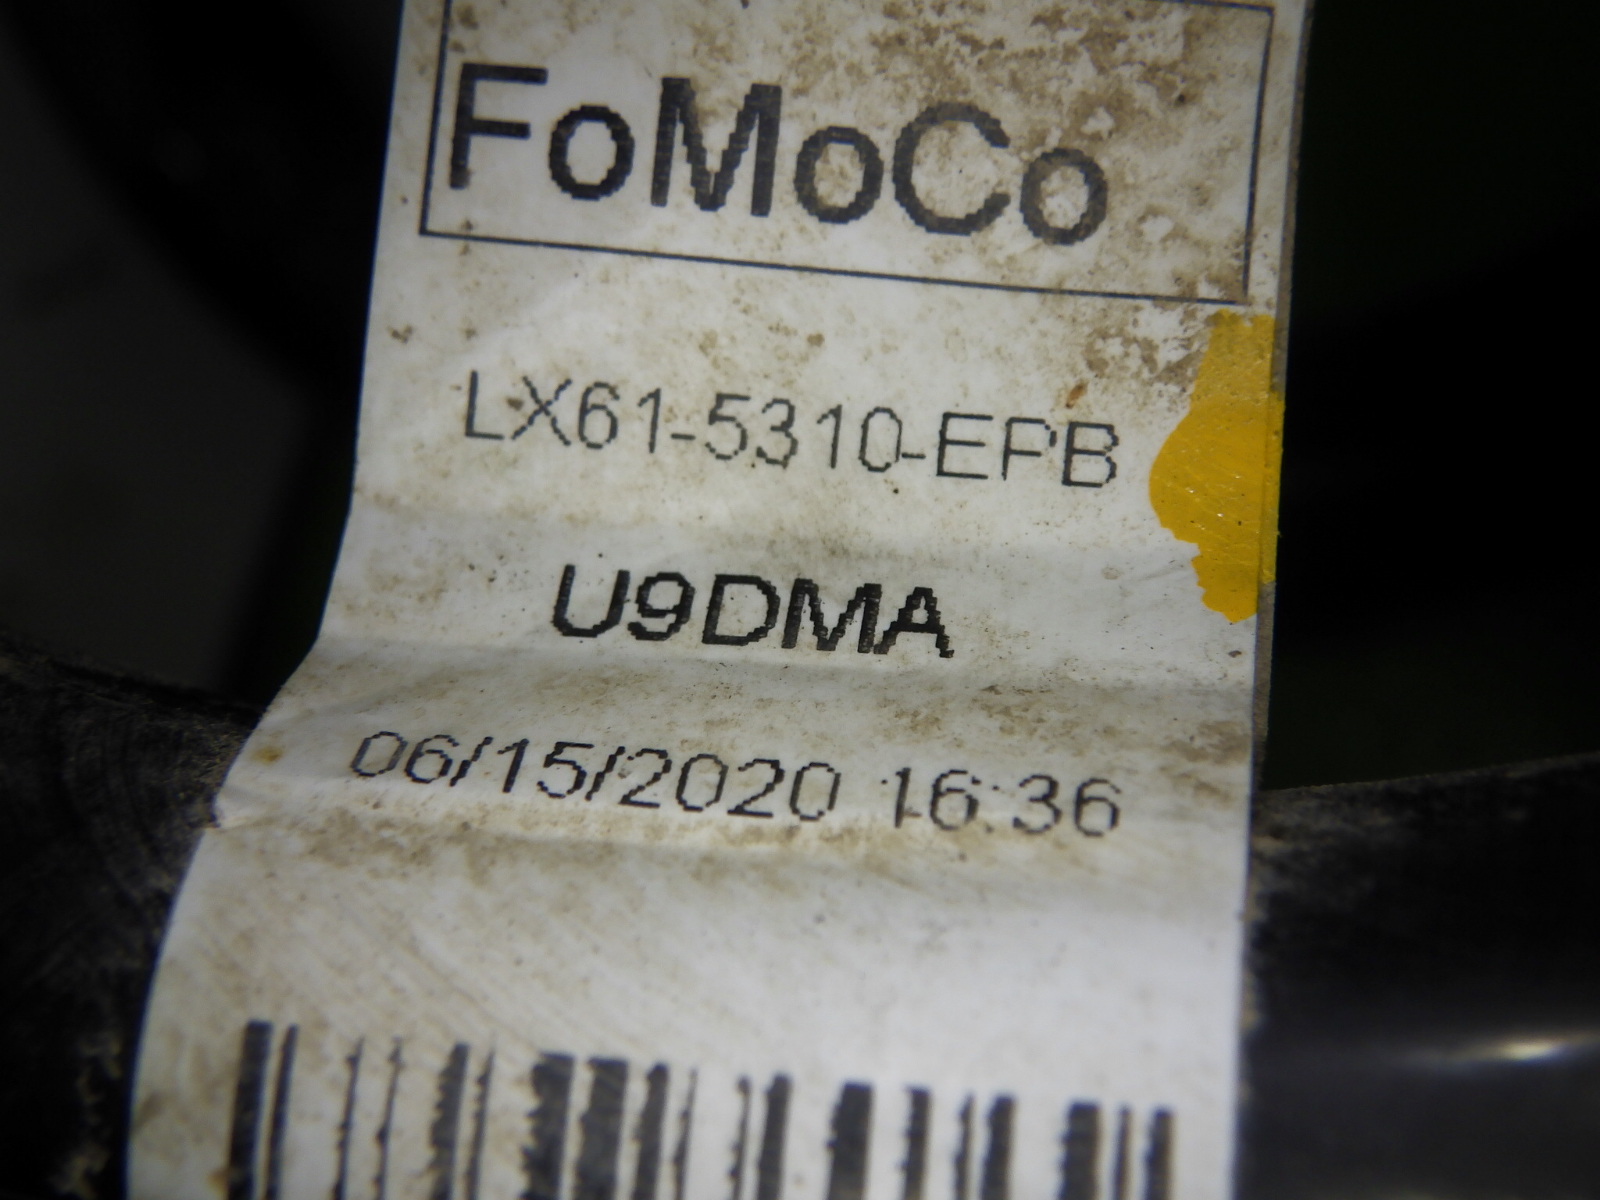 FoMoCo
LX61-5310-EPB
U9DMA
06/15/2020 16:36